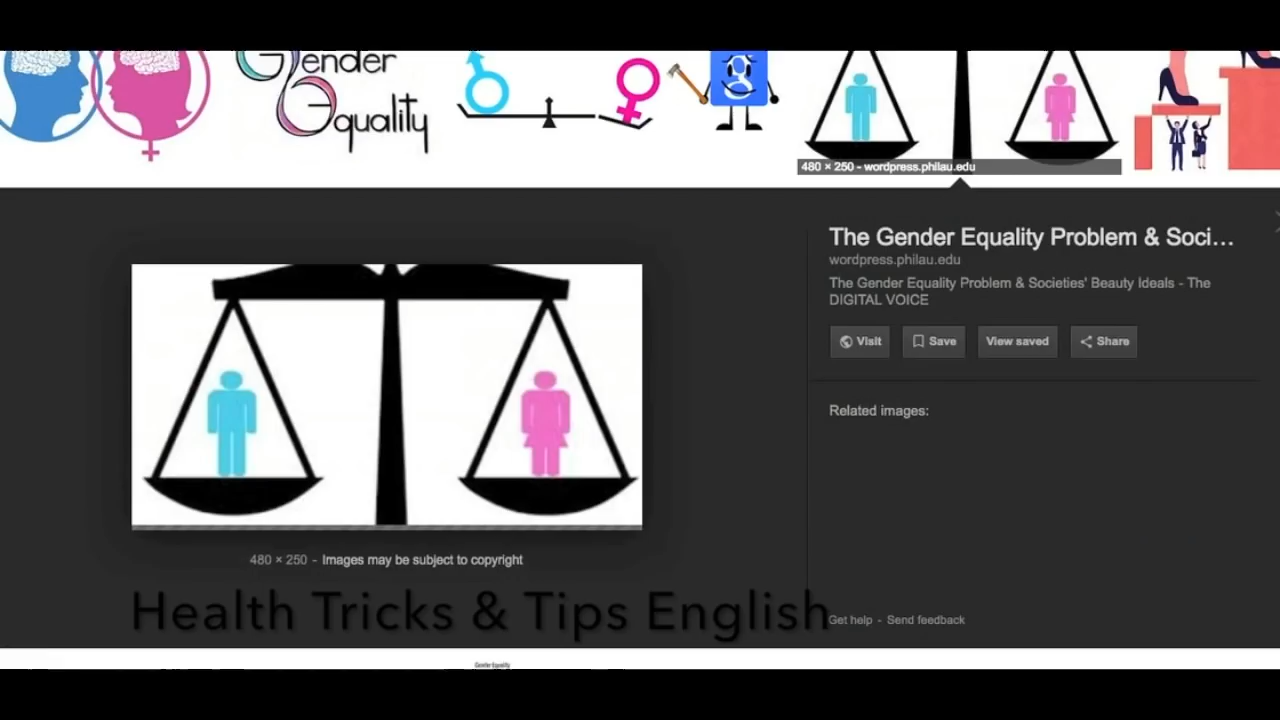 Gender
Equality
g
480 × 250 - wordpress.philau.edu
The Gender Equality Problem & Soci...
wordpress.philau.edu
The Gender Equality Problem & Societies' Beauty Ideals - The
DIGITAL VOICE
Visit
Save
View saved
Share
Related images:
480 × 250 - Images may be subject to copyright
Health Tricks & Tips English
Get help - Send feedback
Gender Equality